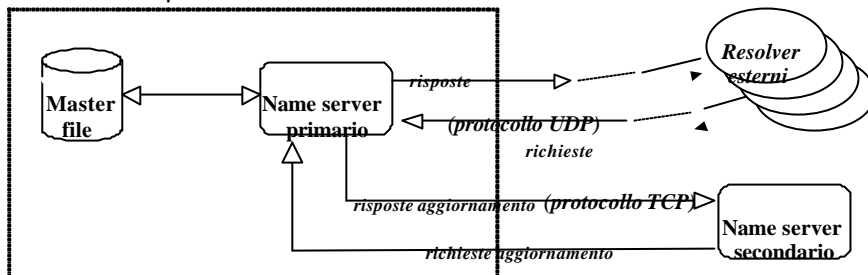 Master
file
Name server
primario
risposte
Resolver
esterni
(protocollo UDP)
richieste
risposte aggiornamento (protocollo TCP)
richieste aggiornamento
Name server
secondario